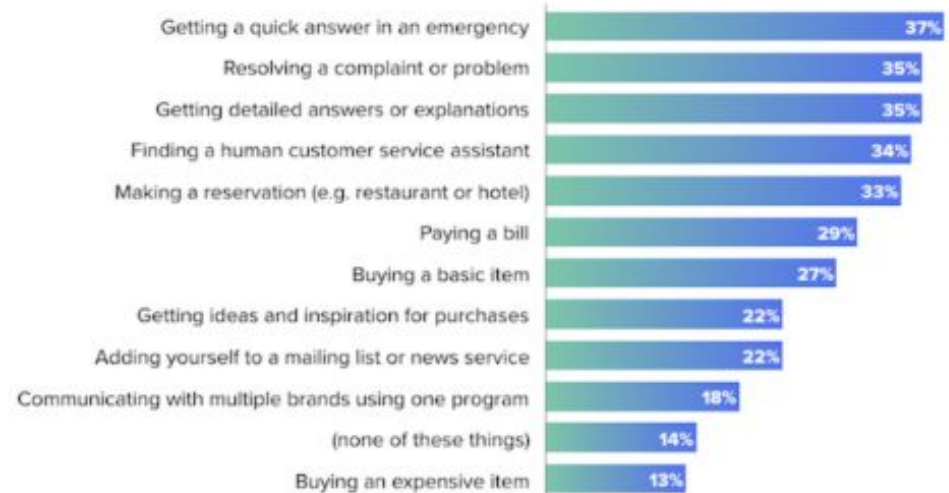 Getting a quick answer in an emergency 37%
Resolving a complaint or problem 35%
Getting detailed answers or explanations 35%
Finding a human customer service assistant 34%
Making a reservation (e.g. restaurant or hotel) 33%
Paying a bill 29%
Buying a basic item 27%
Getting ideas and inspiration for purchases 22%
Adding yourself to a mailing list or news service 22%
Communicating with multiple brands using one program 18%
(none of these things) 14%
Buying an expensive item 13%